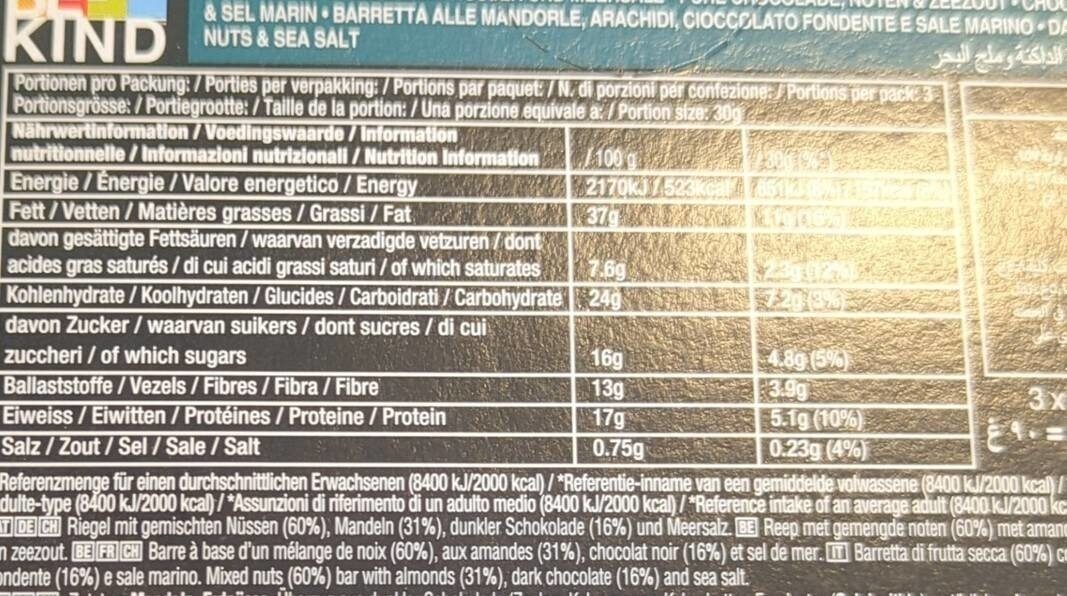 BE
KIND
& SEL MARIN • BARRETTA ALLE MANDORLE, ARACHIDI, CIOCCOLATO FONDENTE E SALE MARINO •
NUTS & SEA SALT
الداكنة وملح البحر
Portionen pro Packung: / Porties per verpakking: / Portions par paquet: / N. di porzioni per confezione: / Portions per pack: 3
Portionsgrösse: / Portiegrootte: / Taille de la portion: / Una porzione equivale a: / Portion size: 30g
Nährwertinformation / Voedingswaarde / Information
nutritionnelle / Informazioni nutrizionali / Nutrition Information / 100 g / 30g (%*)
Energie / Énergie / Valore energetico / Energy 2170kJ / 523kcal
Fett / Vetten / Matières grasses / Grassi / Fat 37g
davon gesättigte Fettsäuren / waarvan verzadigde vetzuren / dont
acides gras saturés / di cui acidi grassi saturi / of which saturates 7.6g 2.3g (12%)
Kohlenhydrate / Koolhydraten / Glucides / Carboidrati / Carbohydrate 24g 7.2g (3%)
davon Zucker / waarvan suikers / dont sucres / di cui
zuccheri / of which sugars 16g 4.8g (5%)
Ballaststoffe / Vezels / Fibres / Fibra / Fibre 13g 3.9g
Eiweiss / Eiwitten / Protéines / Proteine / Protein 17g 5.1g (10%)
Salz / Zout / Sel / Sale / Salt 0.75g 0.23g (4%)
3 x
Referenzmenge für einen durchschnittlichen Erwachsenen (8400 kJ/2000 kcal) / *Referentie-inname van een gemiddelde volwassene (8400 kJ/2000 kcal) /
dulte-type (8400 kJ/2000 kcal) / *Assunzioni di riferimento di un adulto medio (8400 kJ/2000 kcal) / *Reference intake of an average adult (8400 kJ/2000 kc
AT DE CH Riegel mit gemischten Nüssen (60%), Mandeln (31%), dunkler Schokolade (16%) und Meersalz. BE Reep met gemengde noten (60%) met aman
n zeezout. BE FR CH Barre à base d'un mélange de noix (60%), aux amandes (31%), chocolat noir (16%) et sel de mer. IT Barretta di frutta secca (60%) c
ondente (16%) e sale marino. Mixed nuts (60%) bar with almonds (31%), dark chocolate (16%) and sea salt.